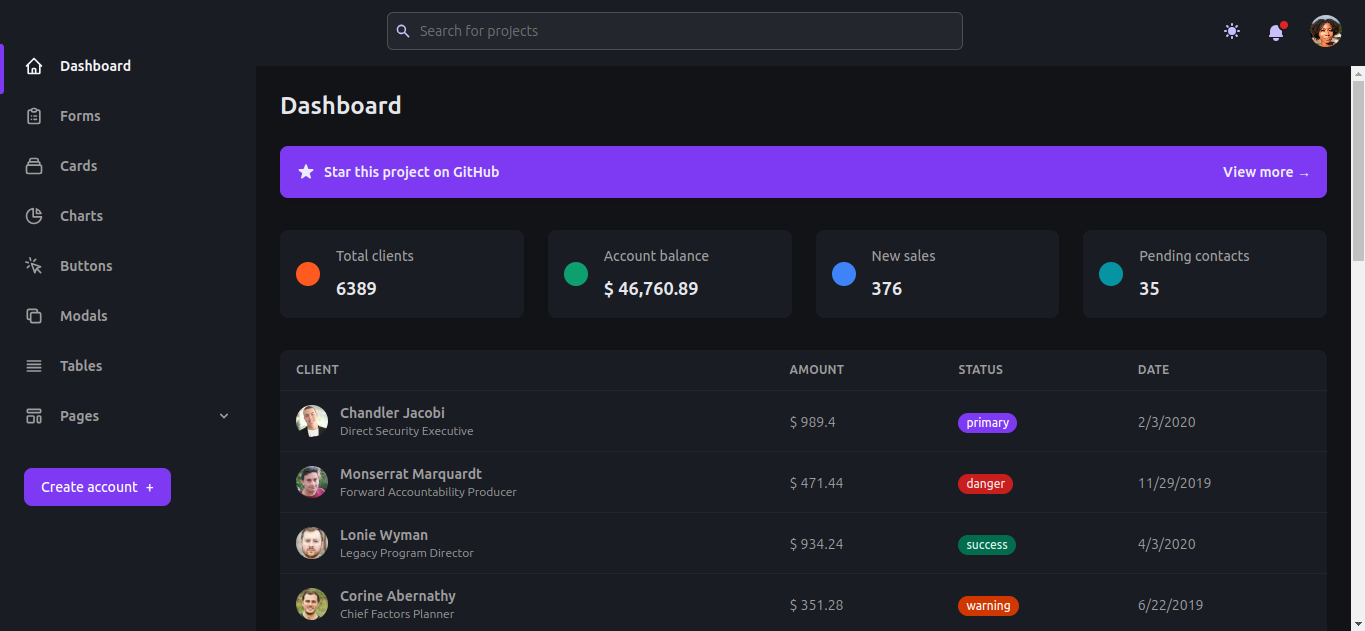 Search for projects
Dashboard
Forms
Cards
Charts
Buttons
Modals
Tables
Pages
Create account +
Dashboard
Star this project on GitHub
View more →
Total clients
6389
Account balance
$ 46,760.89
New sales
376
Pending contacts
35
CLIENT AMOUNT STATUS DATE
Chandler Jacobi
Direct Security Executive
$ 989.4 primary 2/3/2020
Monserrat Marquardt
Forward Accountability Producer
$ 471.44 danger 11/29/2019
Lonie Wyman
Legacy Program Director
$ 934.24 success 4/3/2020
Corine Abernathy
Chief Factors Planner
$ 351.28 warning 6/22/2019